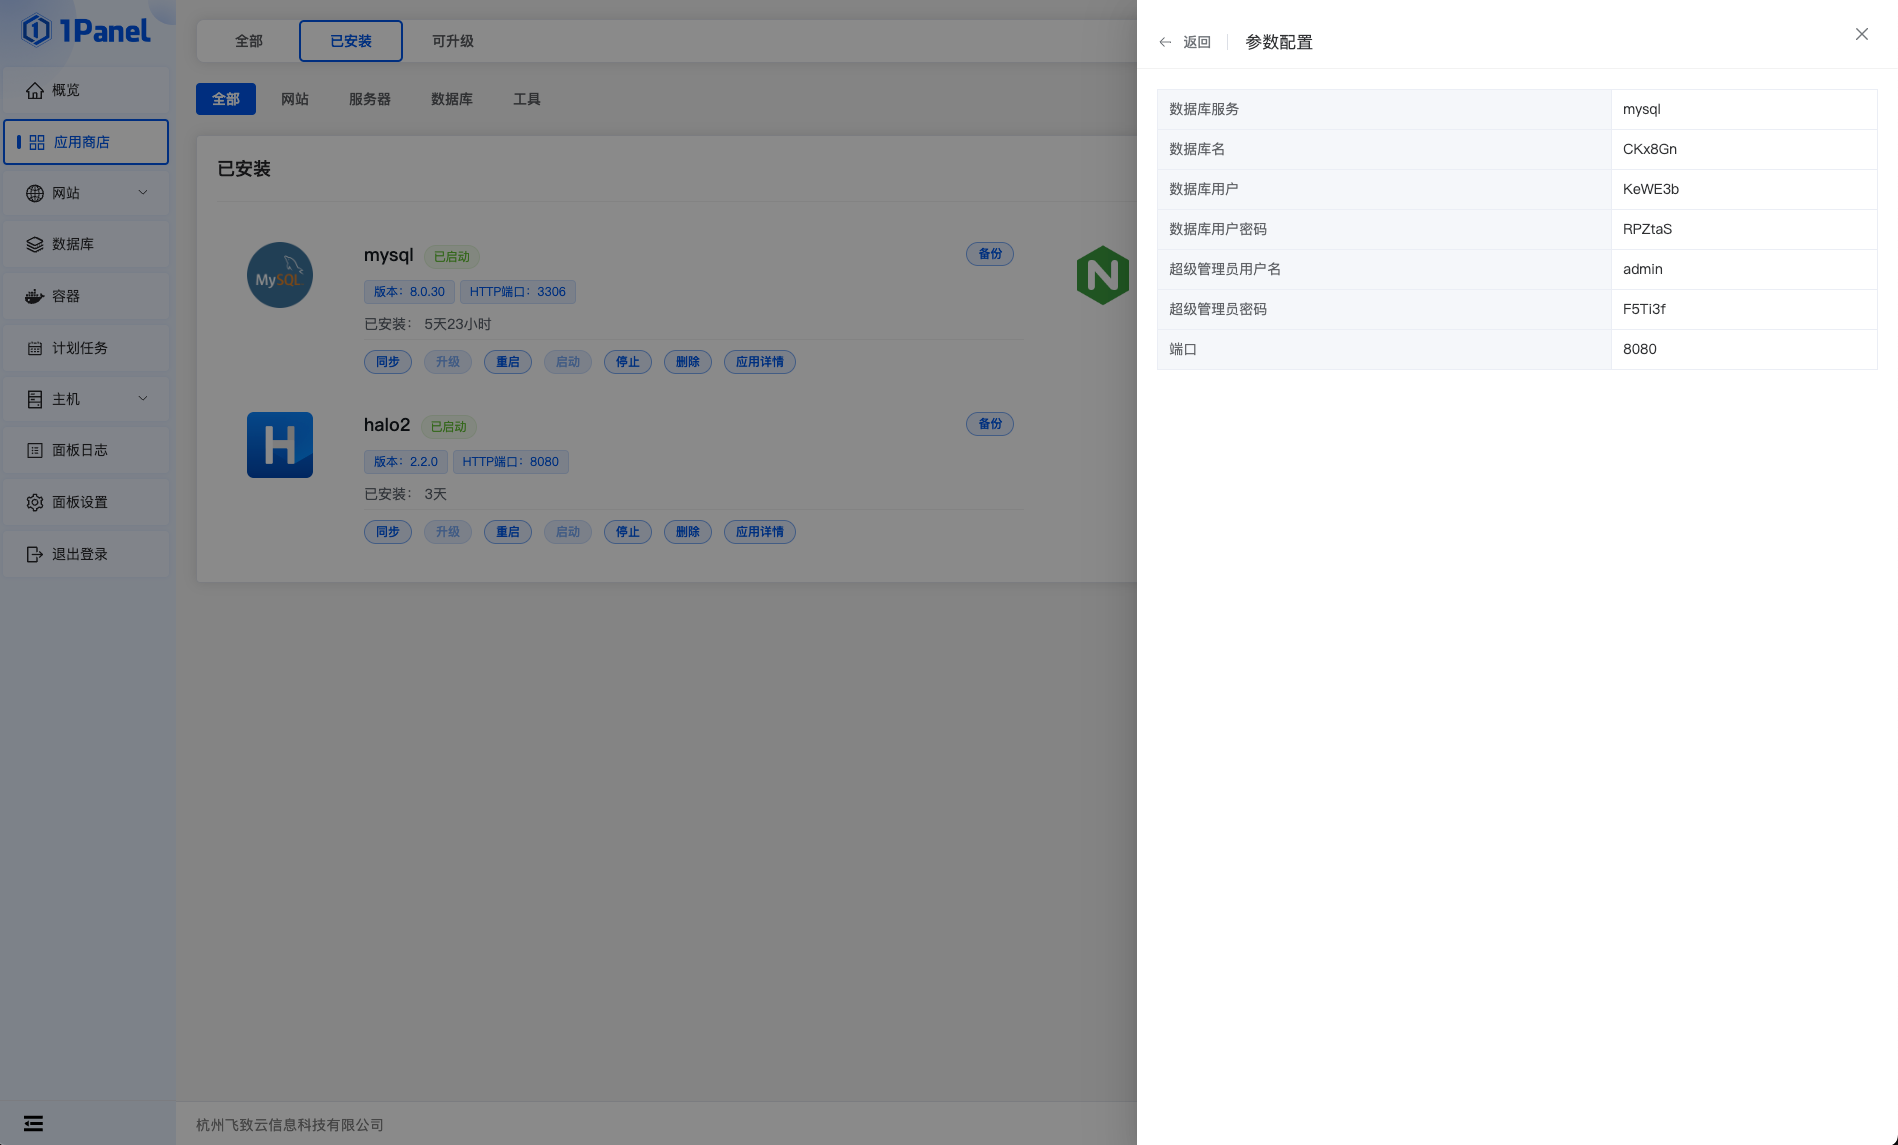 1Panel
概览
应用商店
网站
数据库
容器
计划任务
主机
面板日志
面板设置
退出登录
全部 已安装 可升级
全部 网站 服务器 数据库 工具
已安装
MySQL
mysql 已启动 备份
版本：8.0.30 HTTP端口：3306
已安装： 5天23小时
同步 升级 重启 启动 停止 删除 应用详情
N
H
halo2 已启动 备份
版本：2.2.0 HTTP端口：8080
已安装： 3天
同步 升级 重启 启动 停止 删除 应用详情
杭州飞致云信息科技有限公司
返回 参数配置
数据库服务 mysql
数据库名 CKx8Gn
数据库用户 KeWE3b
数据库用户密码 RPZtaS
超级管理员用户名 admin
超级管理员密码 F5Ti3f
端口 8080